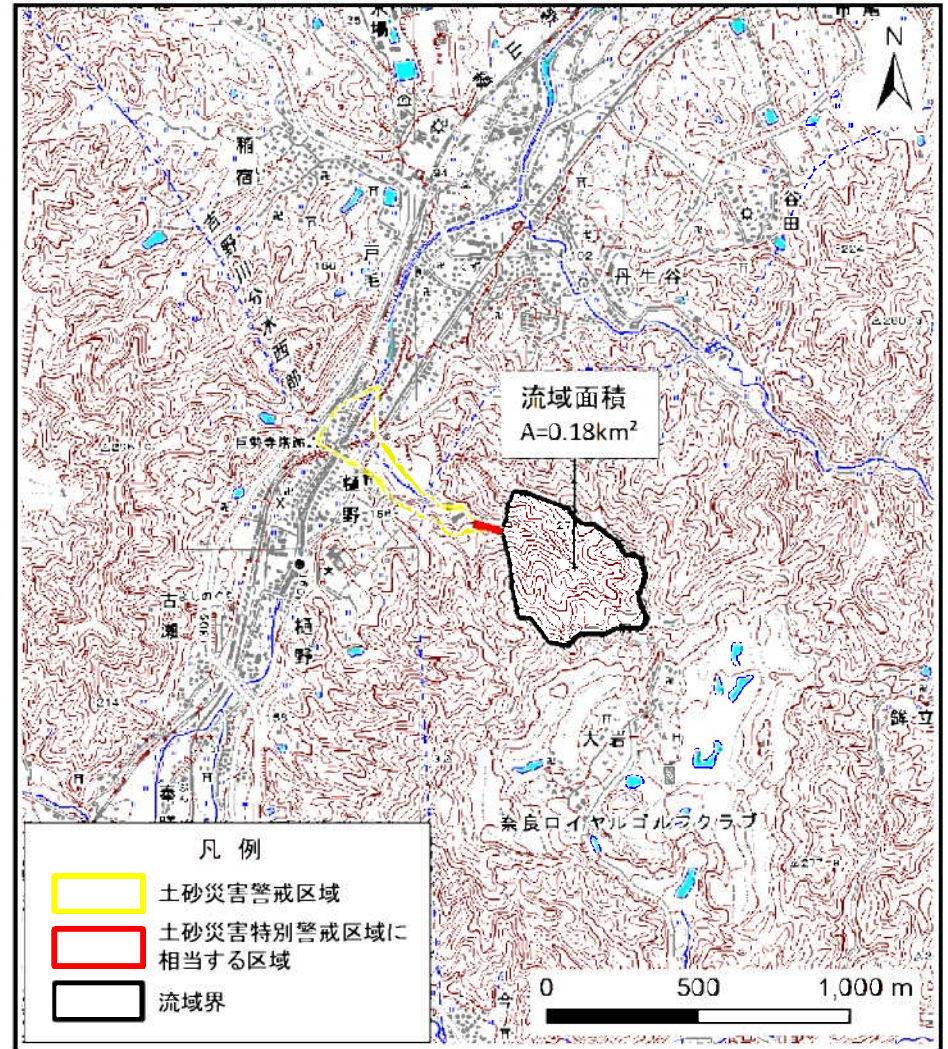 N
稲
宿
戸
毛
谷
田
丹生谷
吉野川分水西部
流域面積
A=0.18km²
巨勢寺塔跡
樋
野
古
瀬
樋
野
大岩
鉾立
奈良ロイヤルゴルフクラブ
今
凡 例
土砂災害警戒区域
土砂災害特別警戒区域に
相当する区域
流域界
0 500 1,000 m